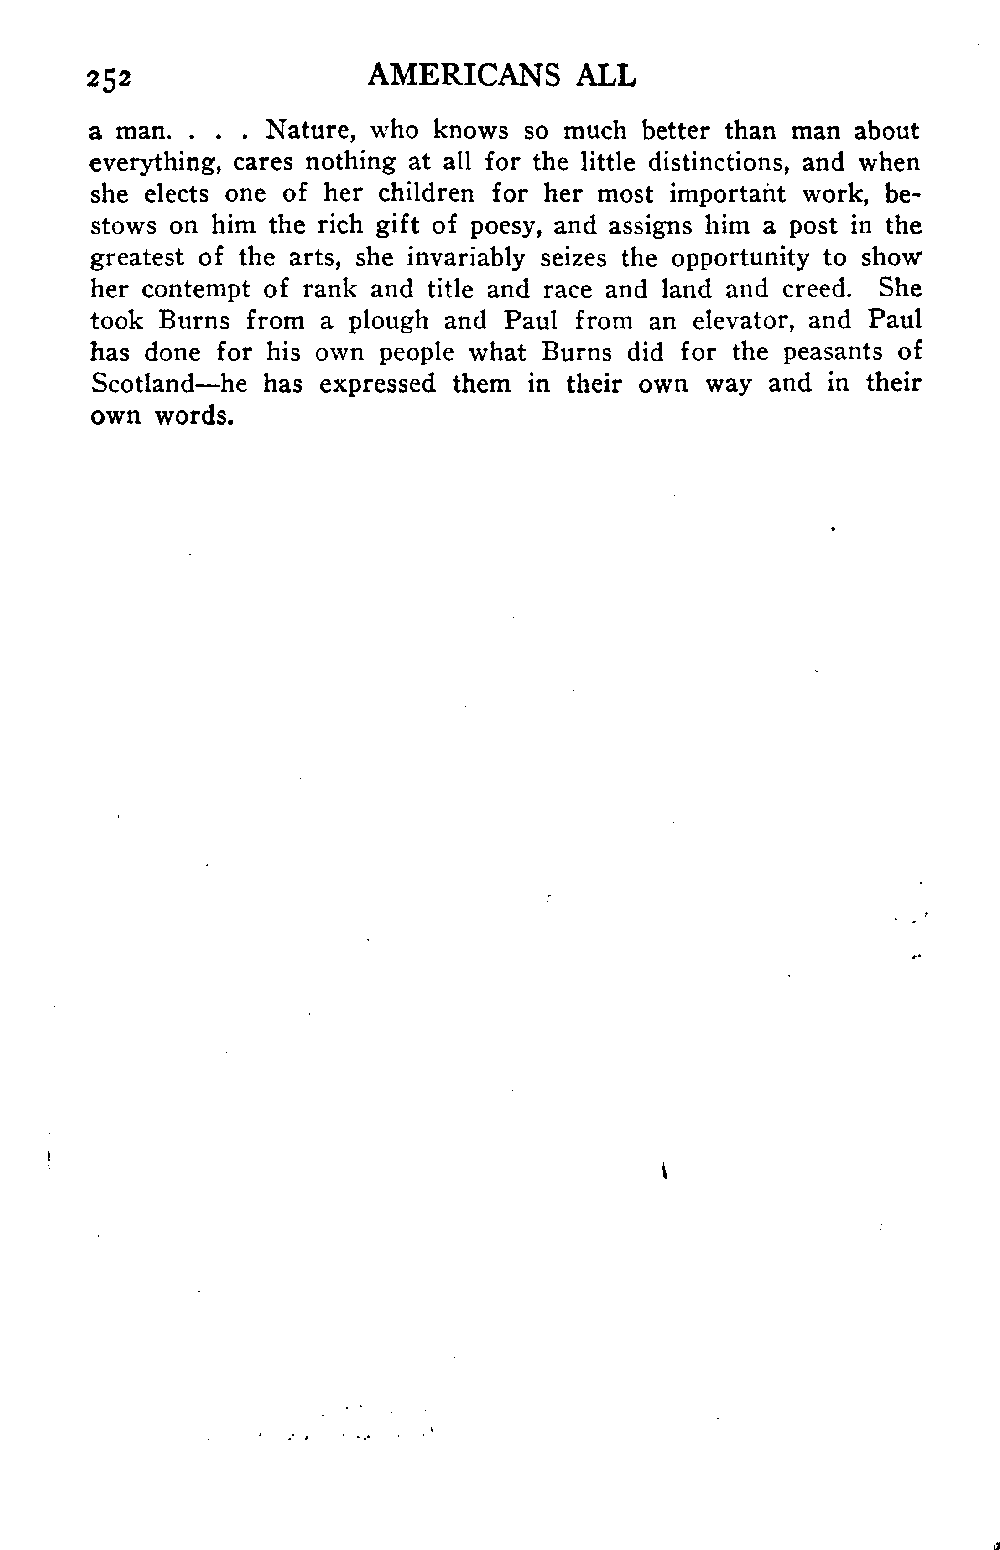 252 AMERICANS ALL
a man. . . . Nature, who knows so much better than man about
everything, cares nothing at all for the little distinctions, and when
she elects one of her children for her most important work, be-
stows on him the rich gift of poesy, and assigns him a post in the
greatest of the arts, she invariably seizes the opportunity to show
her contempt of rank and title and race and land and creed. She
took Burns from a plough and Paul from an elevator, and Paul
has done for his own people what Burns did for the peasants of
Scotland—he has expressed them in their own way and in their
own words.